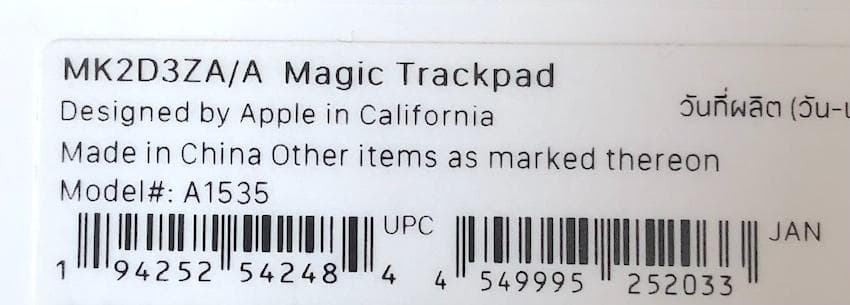 MK2D3ZA/A Magic Trackpad
Designed by Apple in California
วันที่ผลิต (วัน-เ
Made in China Other items as marked thereon
Model#: A1535
UPC
JAN
1 94252 54248 4
4 549995 252033